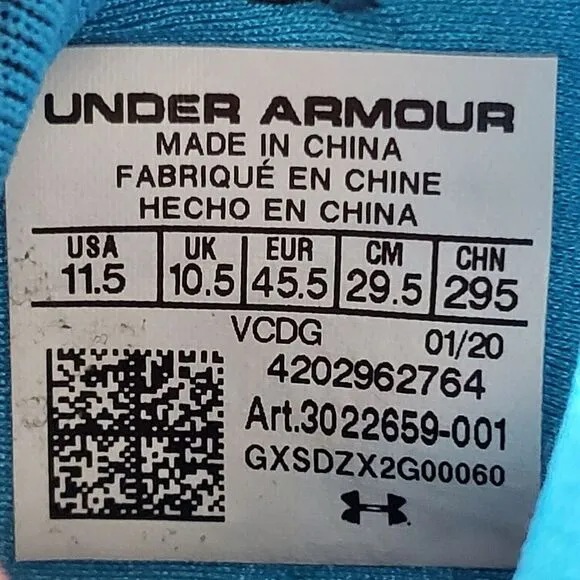 UNDER ARMOUR
MADE IN CHINA
FABRIQUÉ EN CHINE
HECHO EN CHINA
USA UK EUR CM CHN
11.5 10.5 45.5 29.5 295
VCDG 01/20
4202962764
Art.3022659-001
GXSDZX2G00060